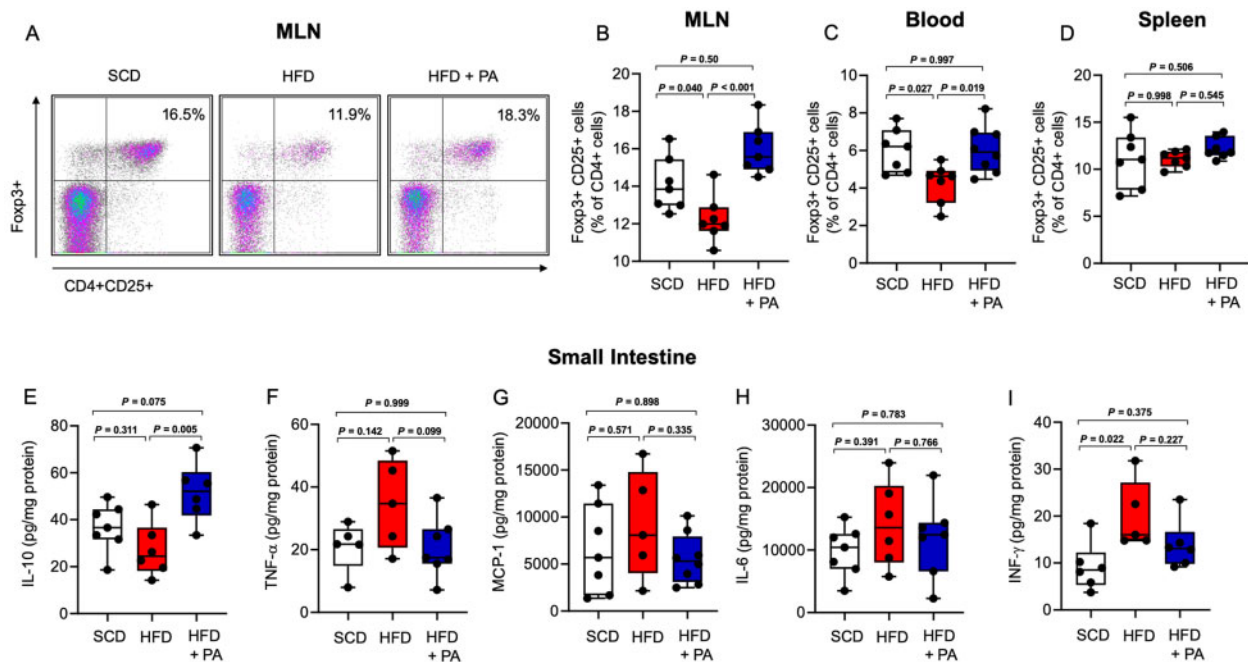 A
MLN
SCD
HFD
HFD + PA
16.5%
11.9%
18.3%
Foxp3+
CD4+CD25+
B
MLN
P = 0.50
P = 0.040
P < 0.001
Foxp3+ CD25+ cells
(% of CD4+ cells)
20
18
16
14
12
10
SCD
HFD
HFD
+ PA
C
Blood
P = 0.997
P = 0.027
P = 0.019
Foxp3+ CD25+ cells
(% of CD4+ cells)
10
8
6
4
2
0
SCD
HFD
HFD
+ PA
D
Spleen
P = 0.506
P = 0.998
P = 0.545
Foxp3+ CD25+ cells
(% of CD4+ cells)
20
15
10
5
0
SCD
HFD
HFD
+ PA
Small Intestine
E
P = 0.075
P = 0.311
P = 0.005
IL-10 (pg/mg protein)
80
60
40
20
0
SCD
HFD
HFD
+ PA
F
P = 0.999
P = 0.142
P = 0.099
TNF-α (pg/mg protein)
60
40
20
0
SCD
HFD
HFD
+ PA
G
P = 0.898
P = 0.571
P = 0.335
MCP-1 (pg/mg protein)
20000
15000
10000
5000
0
SCD
HFD
HFD
+ PA
H
P = 0.783
P = 0.391
P = 0.766
IL-6 (pg/mg protein)
30000
20000
10000
0
SCD
HFD
HFD
+ PA
I
P = 0.375
P = 0.022
P = 0.227
INF-γ (pg/mg protein)
40
30
20
10
0
SCD
HFD
HFD
+ PA